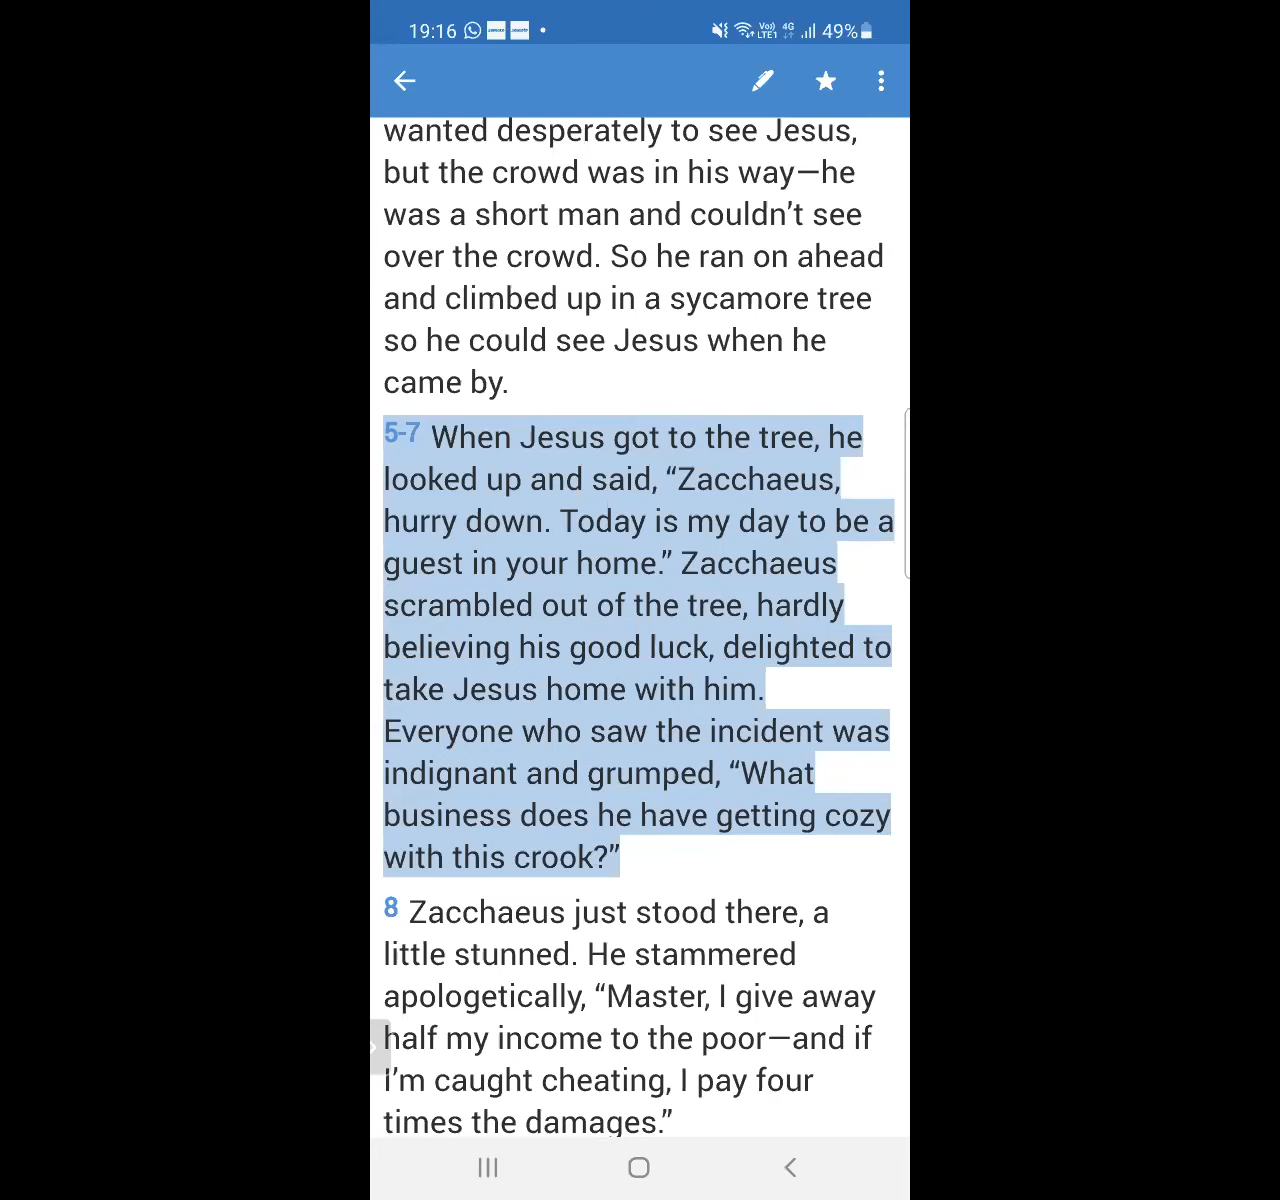 19:16
Vo) 4G 49%
LTE1
wanted desperately to see Jesus,
but the crowd was in his way—he
was a short man and couldn’t see
over the crowd. So he ran on ahead
and climbed up in a sycamore tree
so he could see Jesus when he
came by.
5-7 When Jesus got to the tree, he
looked up and said, “Zacchaeus,
hurry down. Today is my day to be a
guest in your home.” Zacchaeus
scrambled out of the tree, hardly
believing his good luck, delighted to
take Jesus home with him.
Everyone who saw the incident was
indignant and grumped, “What
business does he have getting cozy
with this crook?”
8 Zacchaeus just stood there, a
little stunned. He stammered
apologetically, “Master, I give away
half my income to the poor—and if
I’m caught cheating, I pay four
times the damages.”